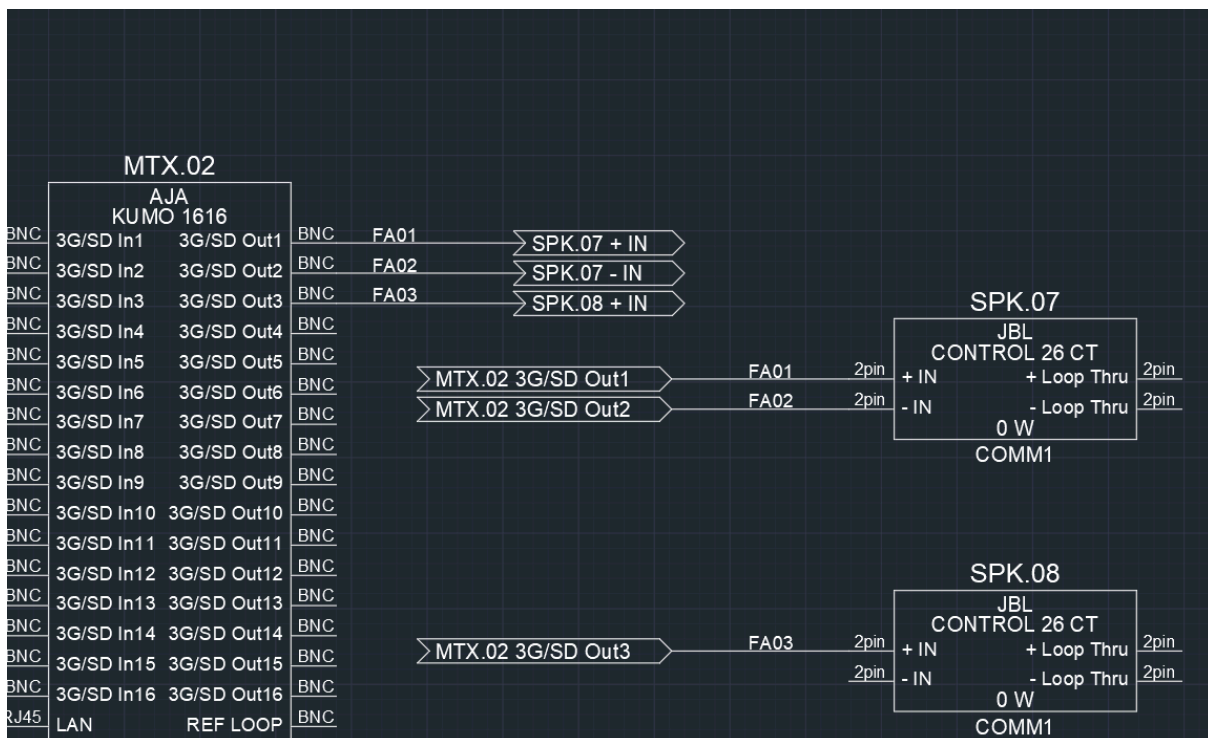 MTX.02
AJA
KUMO 1616
BNC 3G/SD In1 3G/SD Out1 BNC FA01 SPK.07 + IN
BNC 3G/SD In2 3G/SD Out2 BNC FA02 SPK.07 - IN
BNC 3G/SD In3 3G/SD Out3 BNC FA03 SPK.08 + IN
BNC 3G/SD In4 3G/SD Out4 BNC
BNC 3G/SD In5 3G/SD Out5 BNC
BNC 3G/SD In6 3G/SD Out6 BNC
BNC 3G/SD In7 3G/SD Out7 BNC
BNC 3G/SD In8 3G/SD Out8 BNC
BNC 3G/SD In9 3G/SD Out9 BNC
BNC 3G/SD In10 3G/SD Out10 BNC
BNC 3G/SD In11 3G/SD Out11 BNC
BNC 3G/SD In12 3G/SD Out12 BNC
BNC 3G/SD In13 3G/SD Out13 BNC
BNC 3G/SD In14 3G/SD Out14 BNC
BNC 3G/SD In15 3G/SD Out15 BNC
BNC 3G/SD In16 3G/SD Out16 BNC
RJ45 LAN REF LOOP BNC
SPK.07
JBL
CONTROL 26 CT
MTX.02 3G/SD Out1 FA01 2pin + IN + Loop Thru 2pin
MTX.02 3G/SD Out2 FA02 2pin - IN - Loop Thru 2pin
0 W
COMM1
SPK.08
JBL
CONTROL 26 CT
MTX.02 3G/SD Out3 FA03 2pin + IN + Loop Thru 2pin
2pin - IN - Loop Thru 2pin
0 W
COMM1